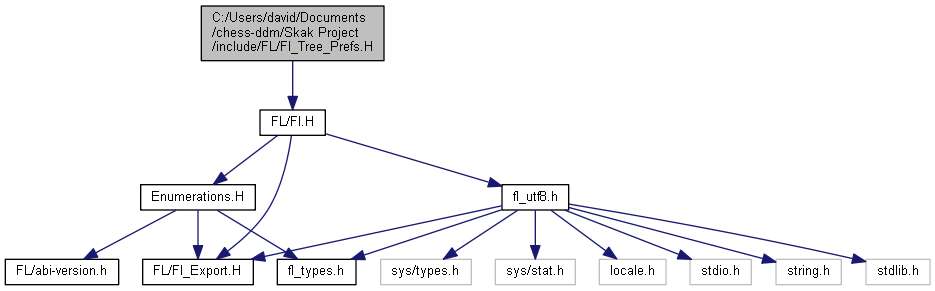 C:/Users/david/Documents
/chess-ddm/Skak Project
/include/FL/Fl_Tree_Prefs.H
FL/Fl.H
Enumerations.H
fl_utf8.h
FL/abi-version.h
FL/Fl_Export.H
fl_types.h
sys/types.h
sys/stat.h
locale.h
stdio.h
string.h
stdlib.h